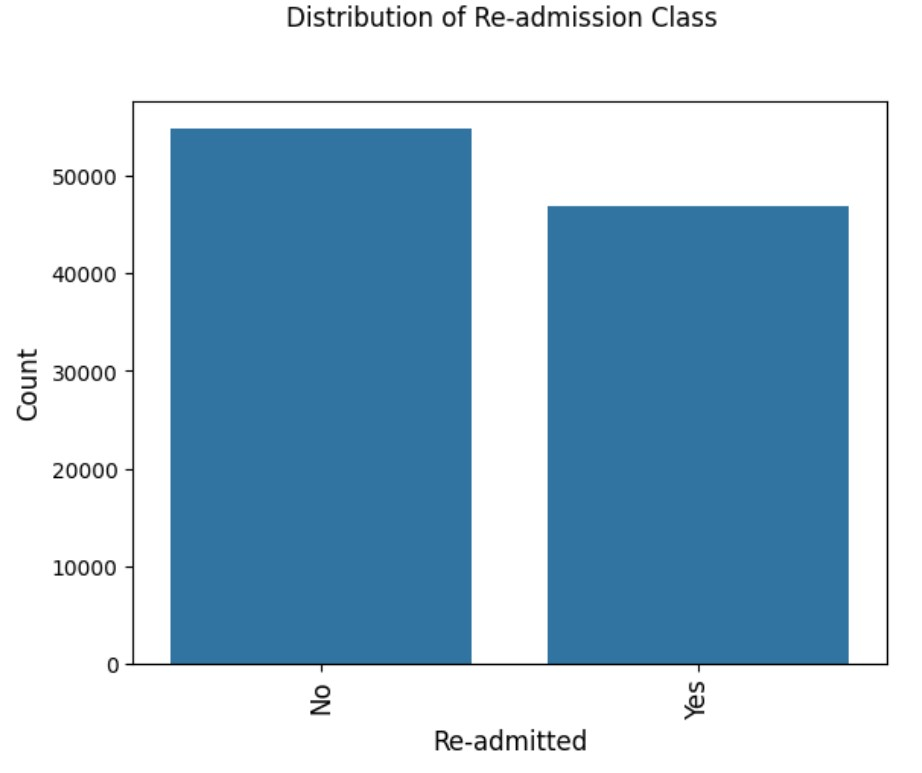 Distribution of Re-admission Class
50000
40000
30000
20000
10000
0
Count
No
Yes
Re-admitted